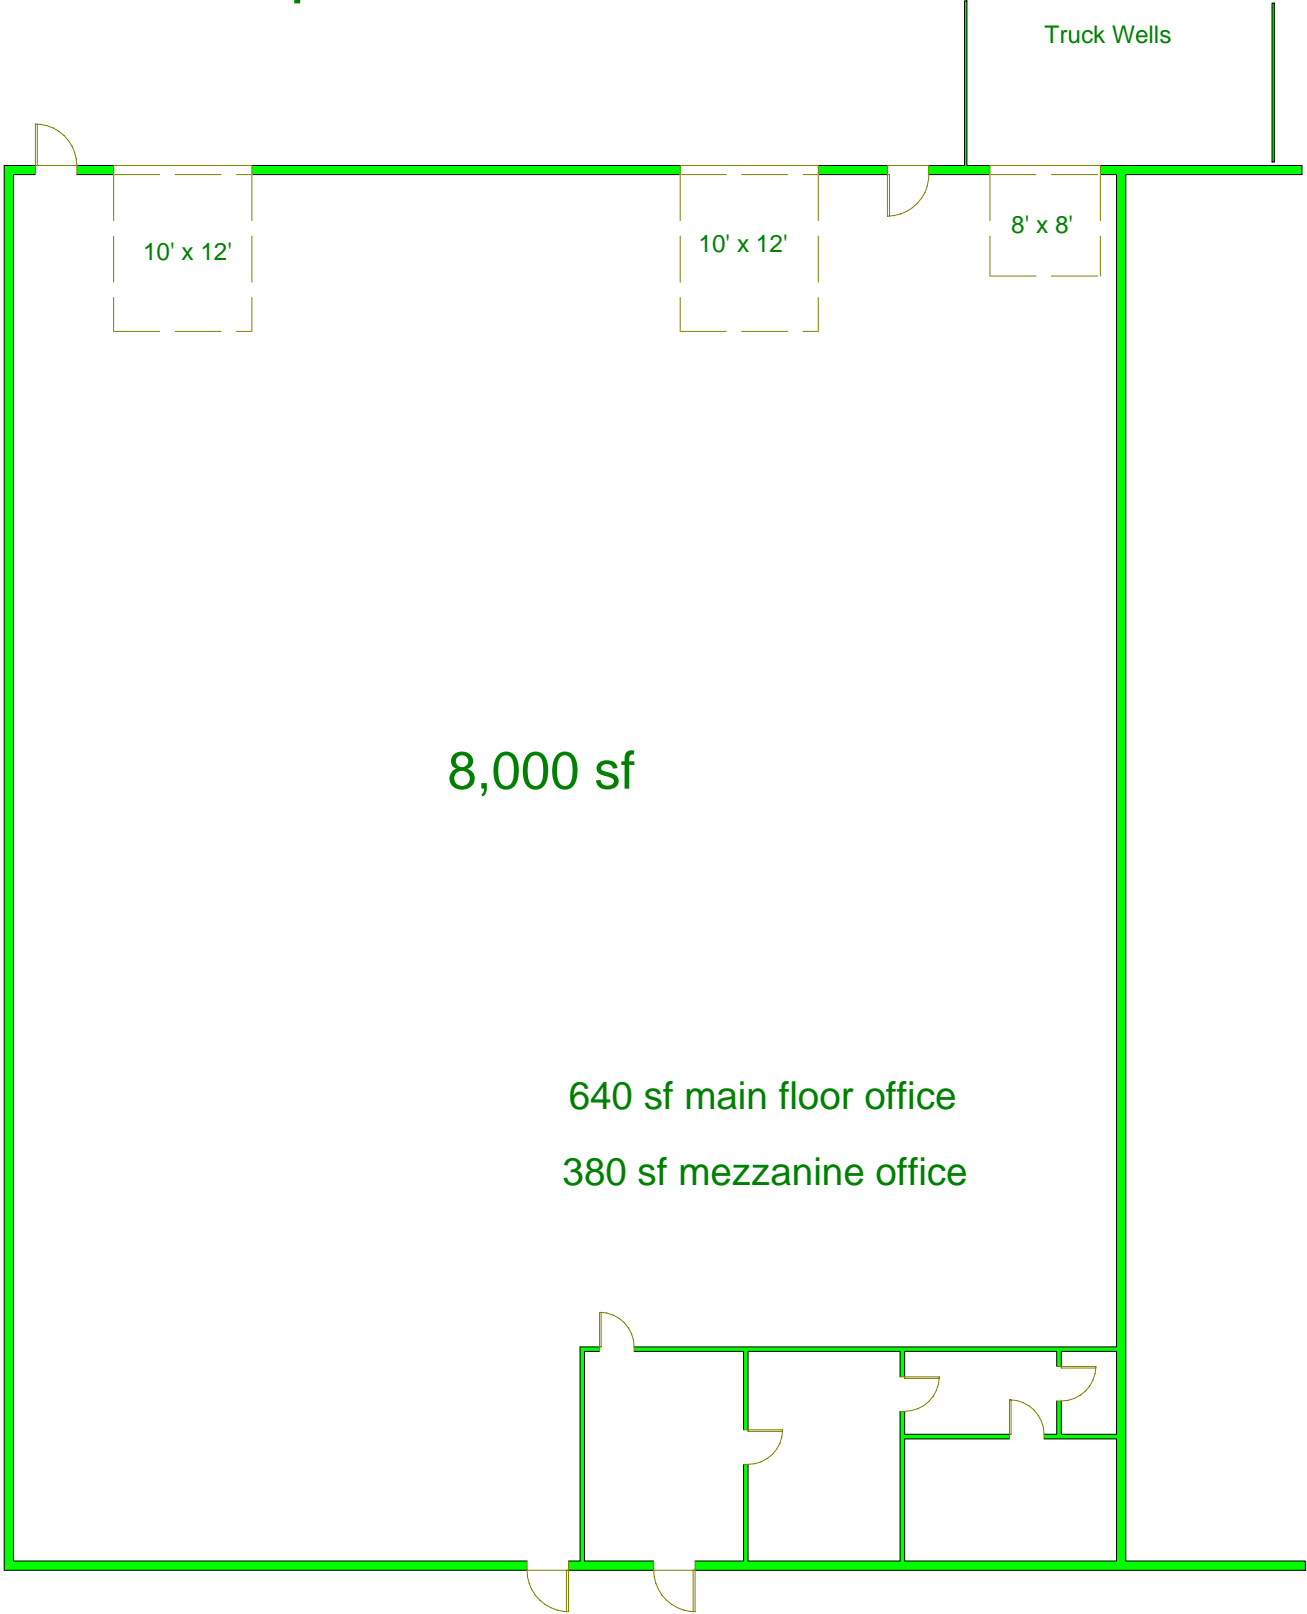 Truck Wells
10' x 12'
10' x 12'
8' x 8'
8,000 sf
640 sf main floor office
380 sf mezzanine office